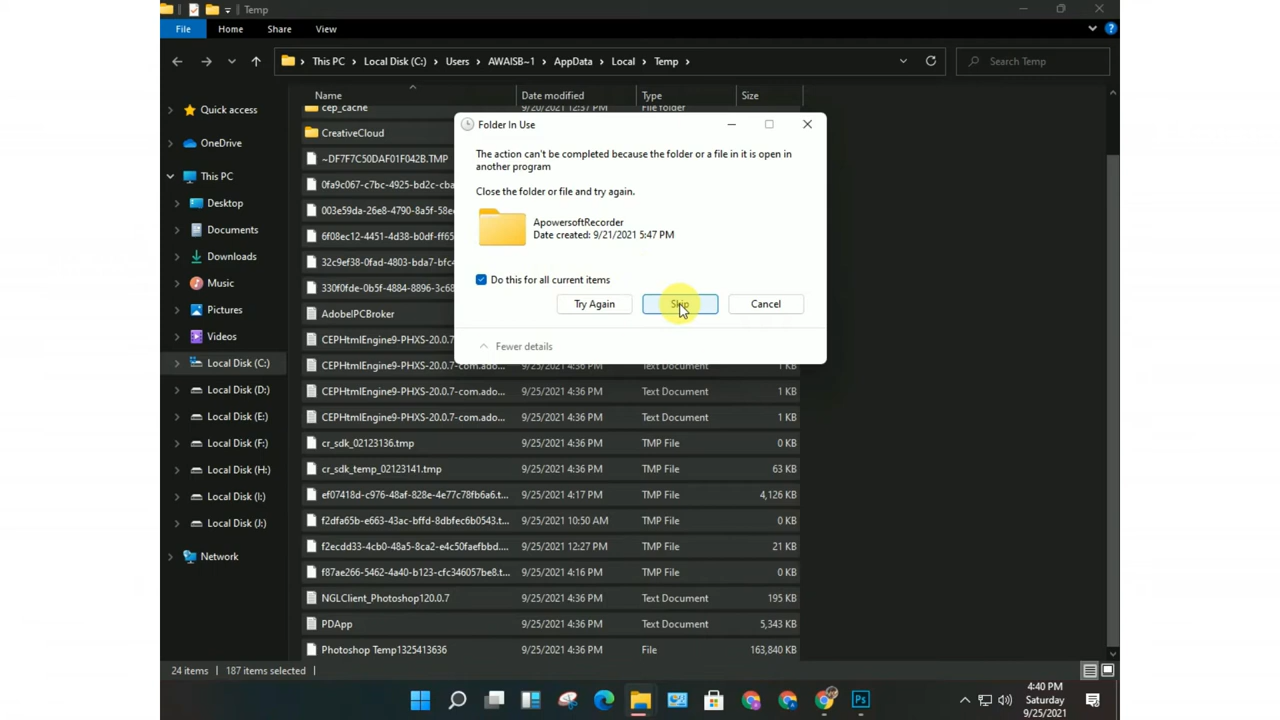 Temp
File Home Share View
This PC Local Disk (C:) Users AWAISB~1 AppData Local Temp
Search Temp
Name Date modified Type Size
Quick access
OneDrive
This PC
Desktop
Documents
Downloads
Music
Pictures
Videos
Local Disk (C:)
Local Disk (D:)
Local Disk (E:)
Local Disk (F:)
Local Disk (H:)
Local Disk (I:)
Local Disk (J:)
Network
cep_cache 9/20/2021 12:37 PM File folder
CreativeCloud
~DF7F7C50DAF01F042B.TMP
0fa9c067-c7bc-4925-bd2c-cba
003e59da-26e8-4790-8a5f-58e
6f08ec12-4451-4d38-b0df-ff65
32c9ef38-0fad-4803-bda7-bfc4
330f0fde-0b5f-4884-8896-3c68
AdobeIPCBroker
CEPHtmlEngine9-PHXS-20.0.7
CEPHtmlEngine9-PHXS-20.0.7-com.ado... 9/25/2021 4:36 PM Text Document 1 KB
CEPHtmlEngine9-PHXS-20.0.7-com.ado... 9/25/2021 4:36 PM Text Document 1 KB
CEPHtmlEngine9-PHXS-20.0.7-com.ado... 9/25/2021 4:36 PM Text Document 1 KB
cr_sdk_02123136.tmp 9/25/2021 4:36 PM TMP File 0 KB
cr_sdk_temp_02123141.tmp 9/25/2021 4:36 PM TMP File 63 KB
ef07418d-c976-48af-828e-4e77c78fb6a6.t... 9/25/2021 4:17 PM TMP File 4,126 KB
f2dfa65b-e663-43ac-bffd-8dbfec6b0543.t... 9/25/2021 10:50 AM TMP File 0 KB
f2ecdd33-4cb0-48a5-8ca2-e4c50faefbbd.... 9/25/2021 12:27 PM TMP File 21 KB
f87ae266-5462-4a40-b123-cfc346057be8.t... 9/25/2021 4:16 PM TMP File 0 KB
NGLClient_Photoshop120.0.7 9/25/2021 4:36 PM Text Document 195 KB
PDApp 9/25/2021 4:36 PM Text Document 5,343 KB
Photoshop Temp1325413636 9/25/2021 4:36 PM File 163,840 KB
Folder In Use
The action can't be completed because the folder or a file in it is open in
another program
Close the folder or file and try again.
ApowersoftRecorder
Date created: 9/21/2021 5:47 PM
Do this for all current items
Try Again Skip Cancel
Fewer details
24 items 187 items selected
Ps
4:40 PM
Saturday
9/25/2021